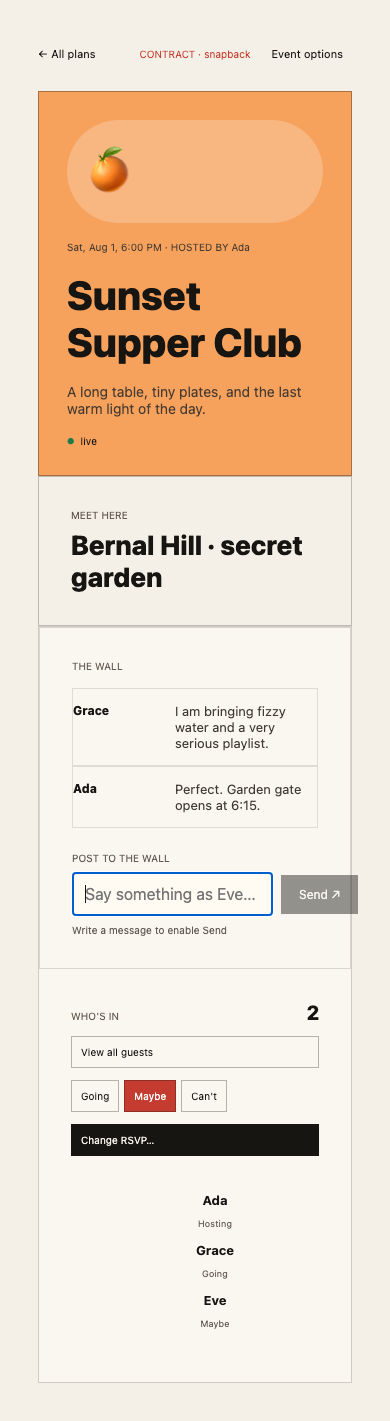 ← All plans
CONTRACT · snapback
Event options
Sat, Aug 1, 6:00 PM · HOSTED BY Ada
Sunset
Supper Club
A long table, tiny plates, and the last
warm light of the day.
live
MEET HERE
Bernal Hill · secret
garden
THE WALL
Grace
I am bringing fizzy
water and a very
serious playlist.
Ada
Perfect. Garden gate
opens at 6:15.
POST TO THE WALL
Say something as Eve...
Send ↗
Write a message to enable Send
WHO'S IN
2
View all guests
Going
Maybe
Can't
Change RSVP...
Ada
Hosting
Grace
Going
Eve
Maybe